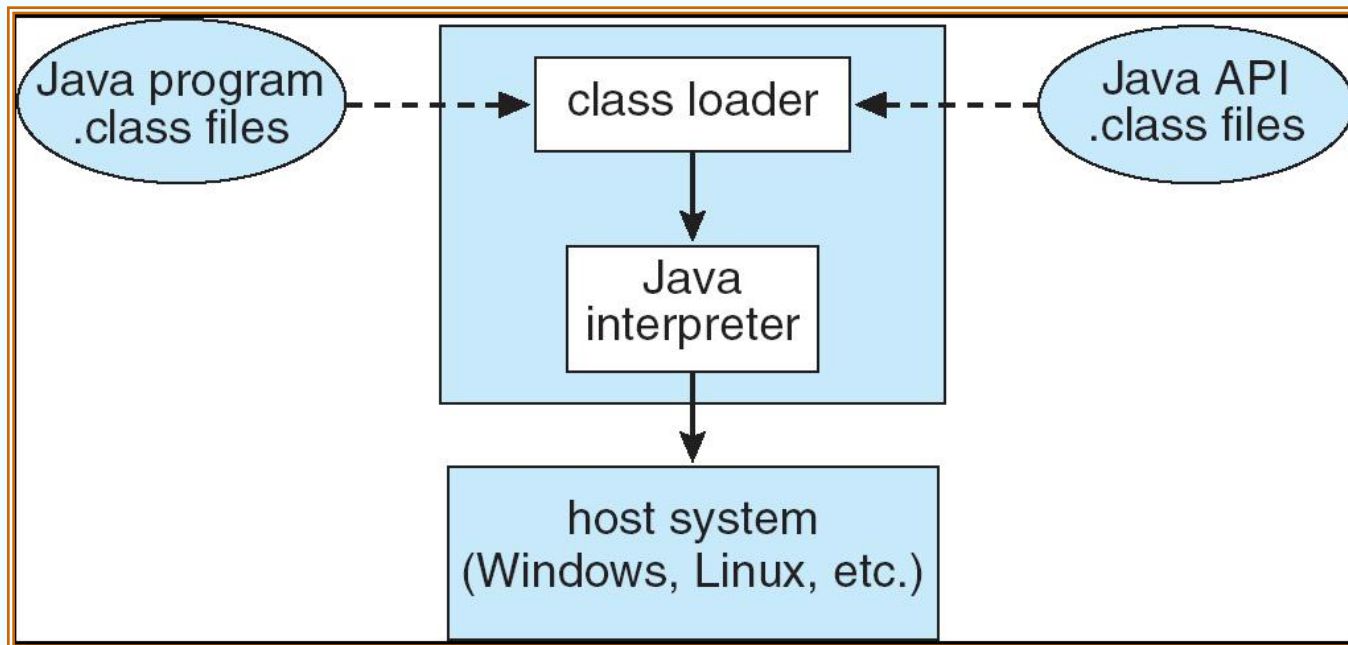 Java program
.class files
class loader
Java API
.class files
Java
interpreter
host system
(Windows, Linux, etc.)